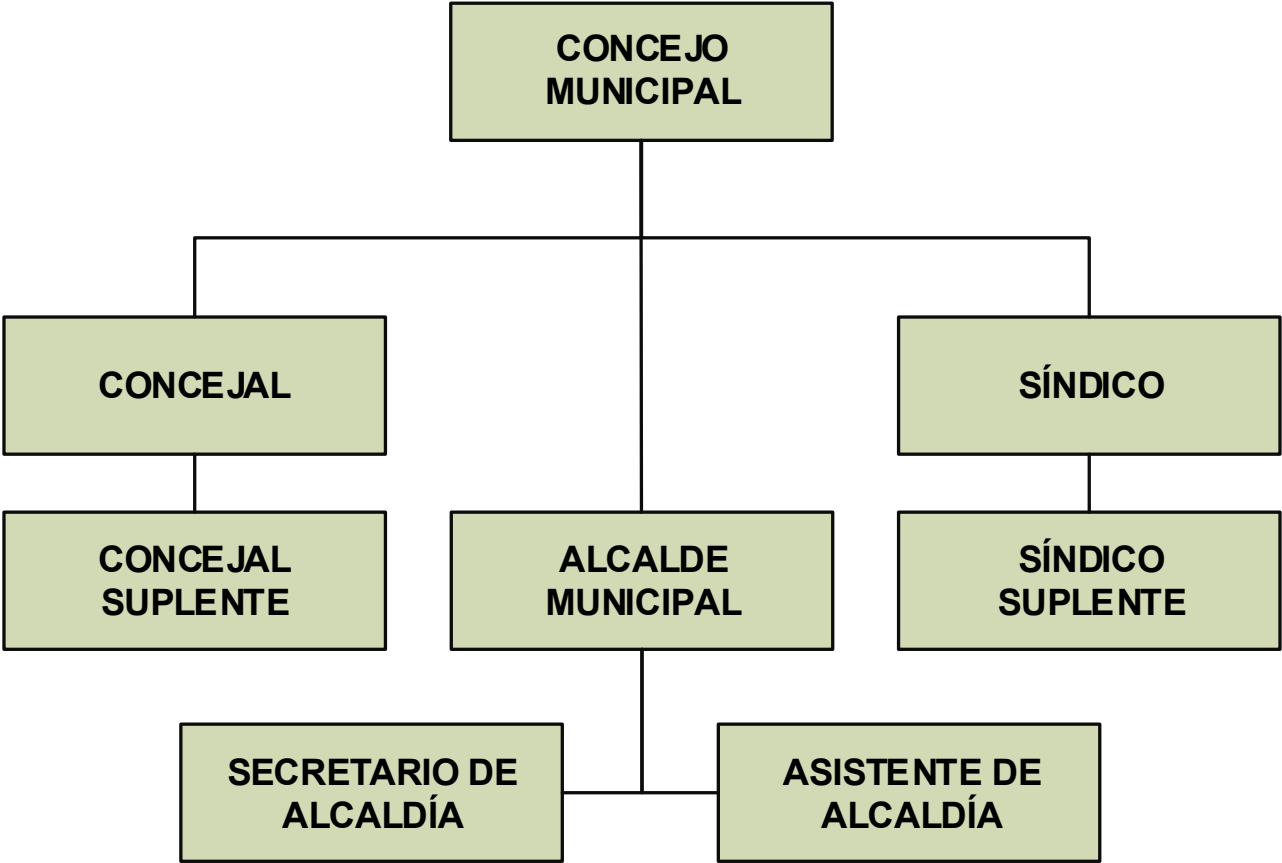 CONCEJO
MUNICIPAL
CONCEJAL
SÍNDICO
CONCEJAL
SUPLENTE
ALCALDE
MUNICIPAL
SÍNDICO
SUPLENTE
SECRETARIO DE
ALCALDÍA
ASISTENTE DE
ALCALDÍA